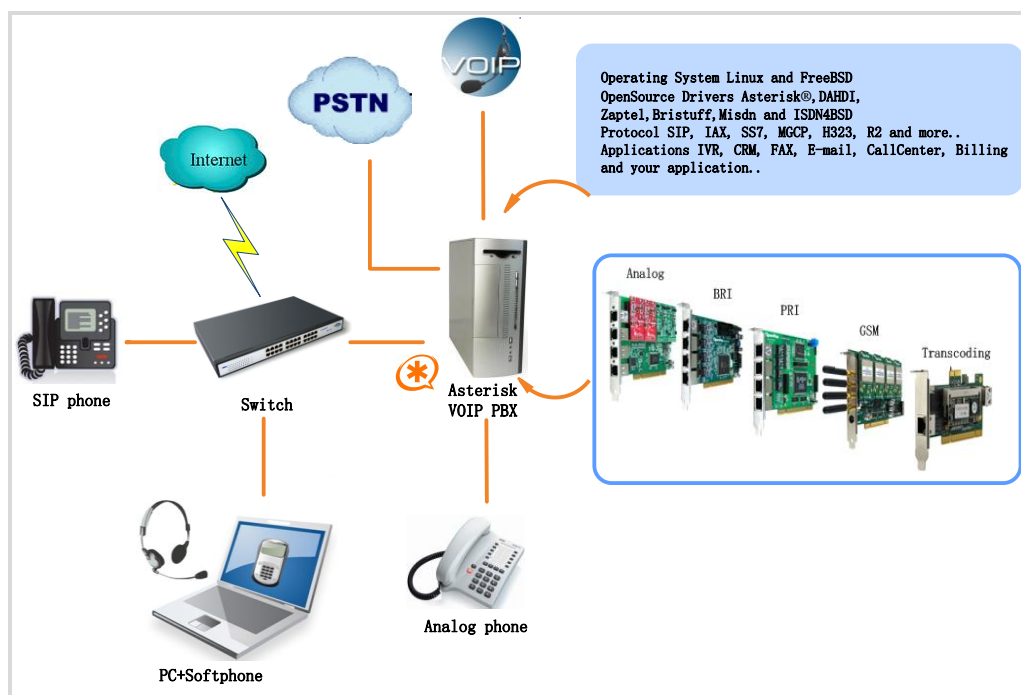 VOIP
PSTN
Internet
Operating System Linux and FreeBSD
OpenSource Drivers Asterisk®,DAHDI,
Zaptel,Bristuff,Misdn and ISDN4BSD
Protocol SIP, IAX, SS7, MGCP, H323, R2 and more..
Applications IVR, CRM, FAX, E-mail, CallCenter, Billing
and your application..
Analog
BRI
PRI
GSM
Transcoding
SIP phone
Switch
Asterisk
VOIP PBX
Analog phone
PC+Softphone